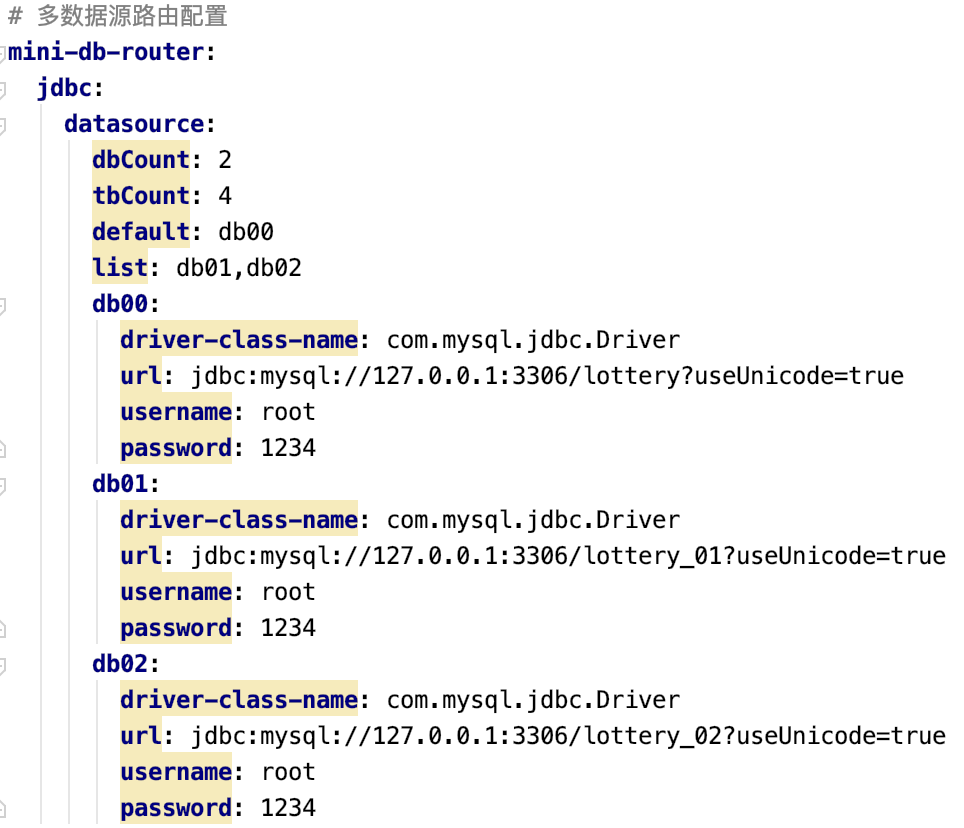 # 多数据源路由配置
mini-db-router:
  jdbc:
    datasource:
      dbCount: 2
      tbCount: 4
      default: db00
      list: db01,db02
      db00:
        driver-class-name: com.mysql.jdbc.Driver
        url: jdbc:mysql://127.0.0.1:3306/lottery?useUnicode=true
        username: root
        password: 1234
      db01:
        driver-class-name: com.mysql.jdbc.Driver
        url: jdbc:mysql://127.0.0.1:3306/lottery_01?useUnicode=true
        username: root
        password: 1234
      db02:
        driver-class-name: com.mysql.jdbc.Driver
        url: jdbc:mysql://127.0.0.1:3306/lottery_02?useUnicode=true
        username: root
        password: 1234